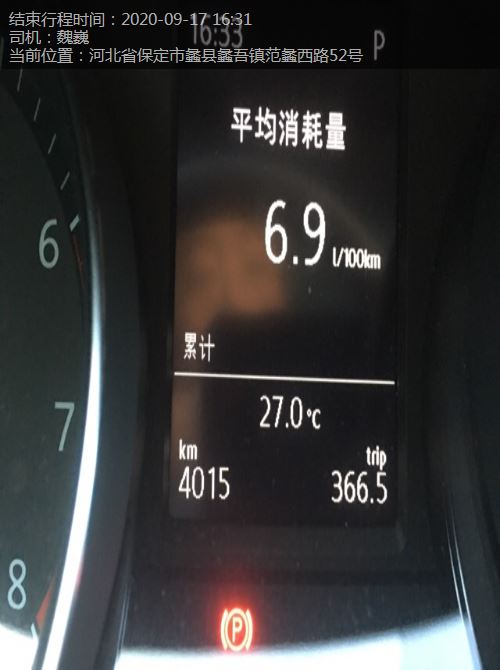 结束行程时间：2020-09-17 16:31
司机：魏巍
当前位置：河北省保定市蠡县蠡吾镇范蠡西路52号
16:33 P
平均消耗量
6.9 l/100km
6
累计
27.0°C
7
km trip
4015 366.5
8
P